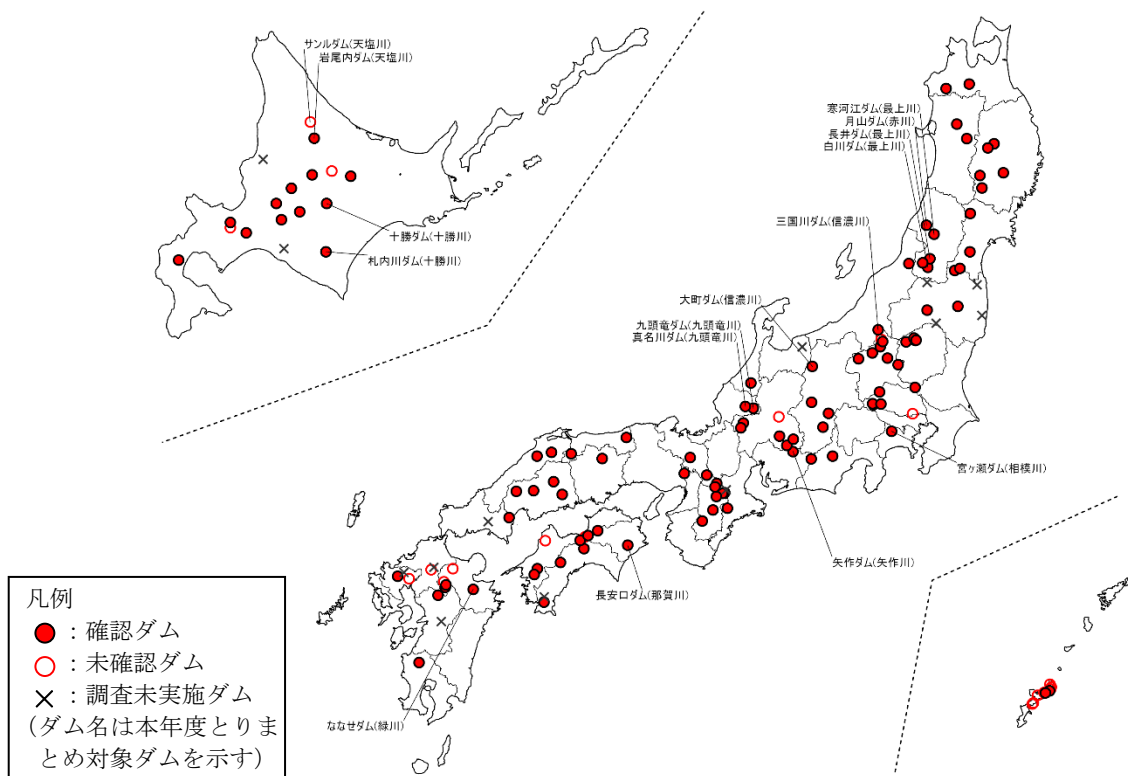 サンルダム(天塩川)
岩尾内ダム(天塩川)
十勝ダム(十勝川)
札内川ダム(十勝川)
寒河江ダム(最上川)
月山ダム(赤川)
長井ダム(最上川)
白川ダム(最上川)
三国川ダム(信濃川)
大町ダム(信濃川)
九頭竜ダム(九頭竜川)
真名川ダム(九頭竜川)
宮ヶ瀬ダム(相模川)
矢作ダム(矢作川)
長安口ダム(那賀川)
ななせダム(緑川)
凡例
：確認ダム
：未確認ダム
：調査未実施ダム
(ダム名は本年度とりま
とめ対象ダムを示す)